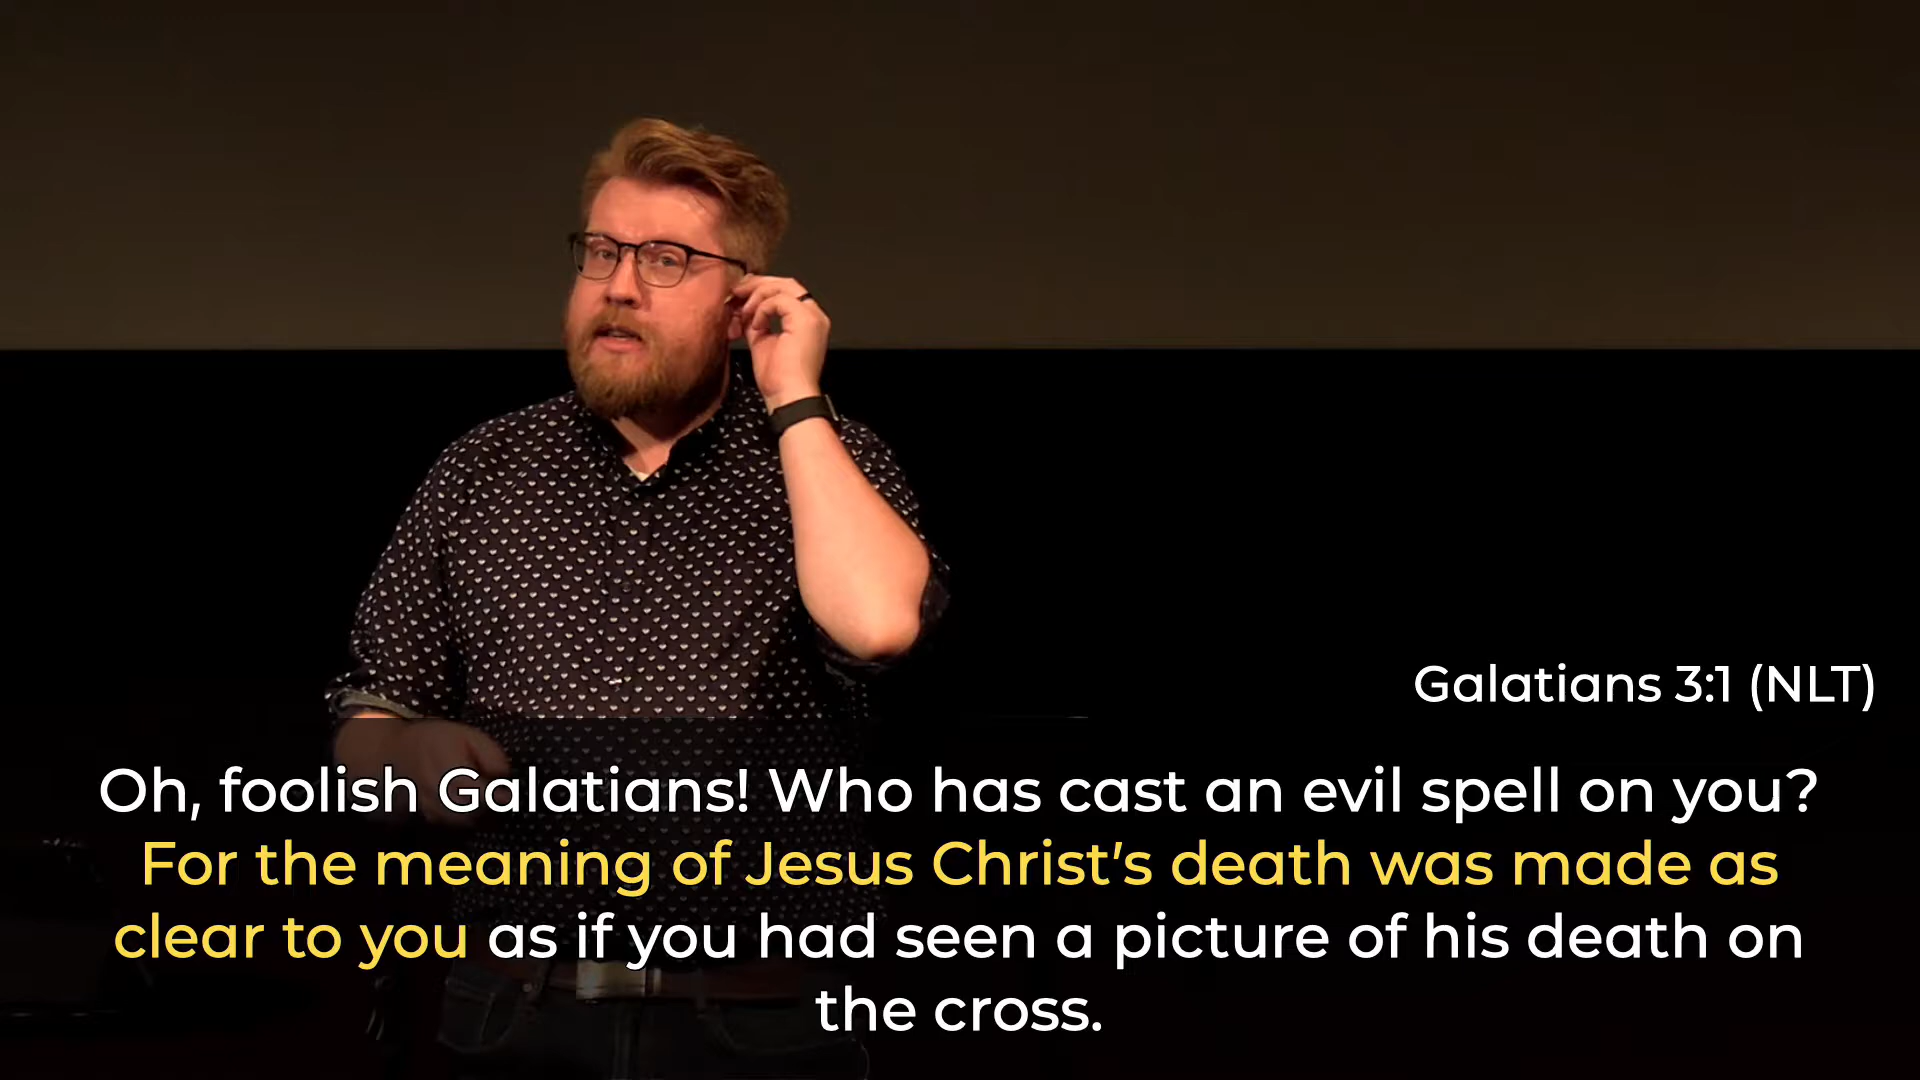 Galatians 3:1 (NLT)
Oh, foolish Galatians! Who has cast an evil spell on you?
For the meaning of Jesus Christ’s death was made as
clear to you as if you had seen a picture of his death on
the cross.